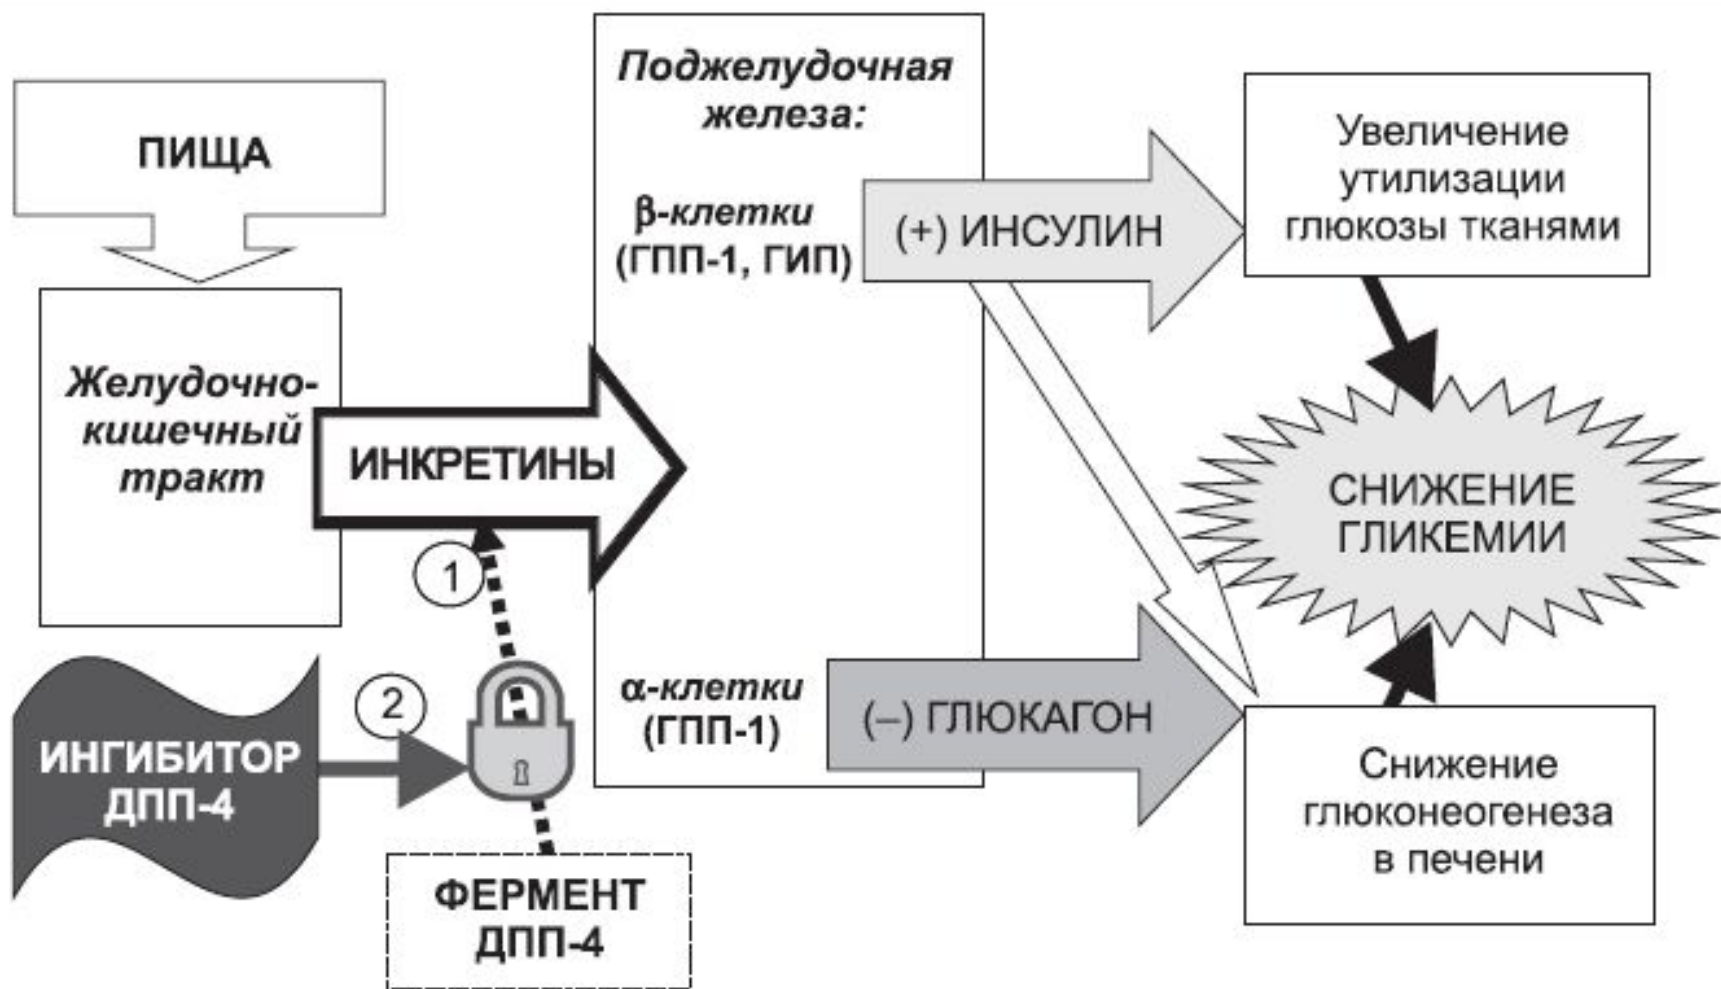 ПИЩА
Желудочно-
кишечный
тракт
ИНКРЕТИНЫ
1
2
ИНГИБИТОР
ДПП-4
ФЕРМЕНТ
ДПП-4
Поджелудочная
железа:
β-клетки
(ГПП-1, ГИП)
(+) ИНСУЛИН
α-клетки
(ГПП-1)
(–) ГЛЮКАГОН
Увеличение
утилизации
глюкозы тканями
СНИЖЕНИЕ
ГЛИКЕМИИ
Снижение
глюконеогенеза
в печени